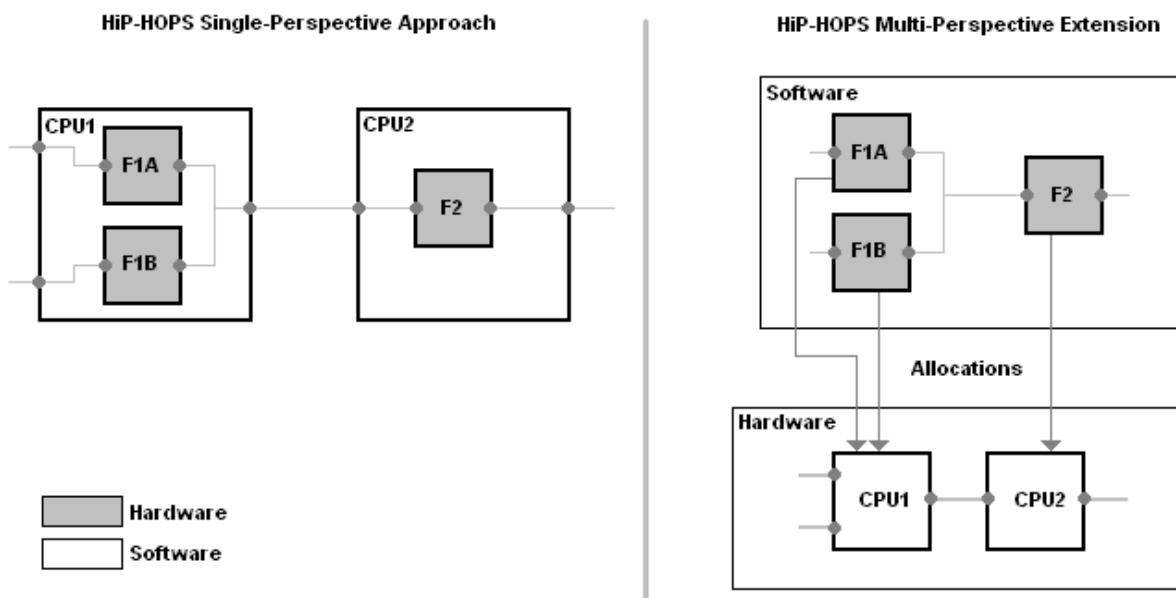 HiP-HOPS Single-Perspective Approach
CPU1
F1A
F1B
CPU2
F2
Hardware
Software
HiP-HOPS Multi-Perspective Extension
Software
F1A
F1B
F2
Allocations
Hardware
CPU1
CPU2